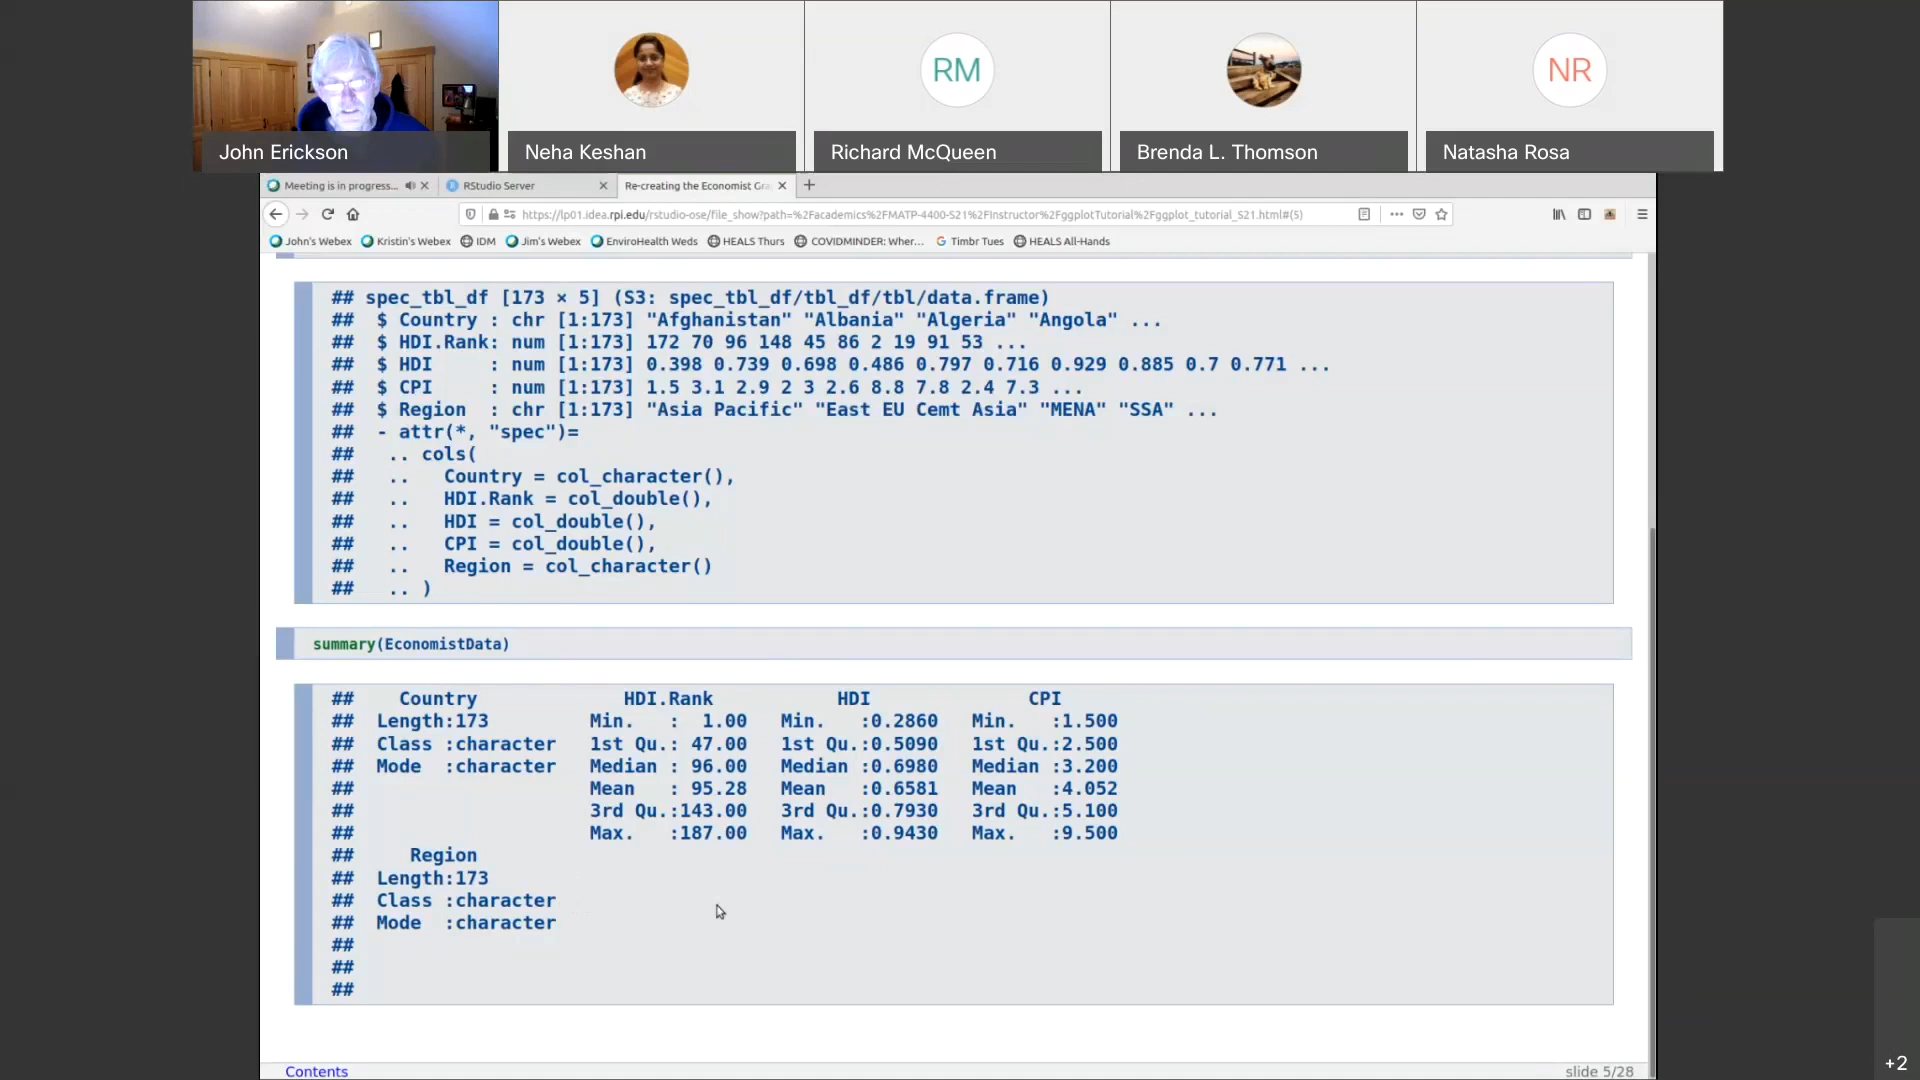 RM
NR
John Erickson
Neha Keshan
Richard McQueen
Brenda L. Thomson
Natasha Rosa
Meeting is in progress...
RStudio Server
Re-creating the Economist Gra
https://lp01.idea.rpi.edu/rstudio-ose/file_show?path=%2Facademics%2FMATP-4400-S21%2FInstructor%2FggplotTutorial%2Fggplot_tutorial_S21.html#(5)
John's Webex Kristin's Webex IDM Jim's Webex EnviroHealth Weds HEALS Thurs COVIDMINDER: Wher... Timbr Tues HEALS All-Hands
## spec_tbl_df [173 × 5] (S3: spec_tbl_df/tbl_df/tbl/data.frame)
##  $ Country : chr [1:173] "Afghanistan" "Albania" "Algeria" "Angola" ...
##  $ HDI.Rank: num [1:173] 172 70 96 148 45 86 2 19 91 53 ...
##  $ HDI     : num [1:173] 0.398 0.739 0.698 0.486 0.797 0.716 0.929 0.885 0.7 0.771 ...
##  $ CPI     : num [1:173] 1.5 3.1 2.9 2 3 2.6 8.8 7.8 2.4 7.3 ...
##  $ Region  : chr [1:173] "Asia Pacific" "East EU Cemt Asia" "MENA" "SSA" ...
##  - attr(*, "spec")=
##   .. cols(
##   ..   Country = col_character(),
##   ..   HDI.Rank = col_double(),
##   ..   HDI = col_double(),
##   ..   CPI = col_double(),
##   ..   Region = col_character()
##   .. )
summary(EconomistData)
##    Country             HDI.Rank           HDI              CPI
##  Length:173         Min.   :  1.00   Min.   :0.2860   Min.   :1.500
##  Class :character   1st Qu.: 47.00   1st Qu.:0.5090   1st Qu.:2.500
##  Mode  :character   Median : 96.00   Median :0.6980   Median :3.200
##                     Mean   : 95.28   Mean   :0.6581   Mean   :4.052
##                     3rd Qu.:143.00   3rd Qu.:0.7930   3rd Qu.:5.100
##                     Max.   :187.00   Max.   :0.9430   Max.   :9.500
##     Region
##  Length:173
##  Class :character
##  Mode  :character
##
##
##
Contents
slide 5/28
+2